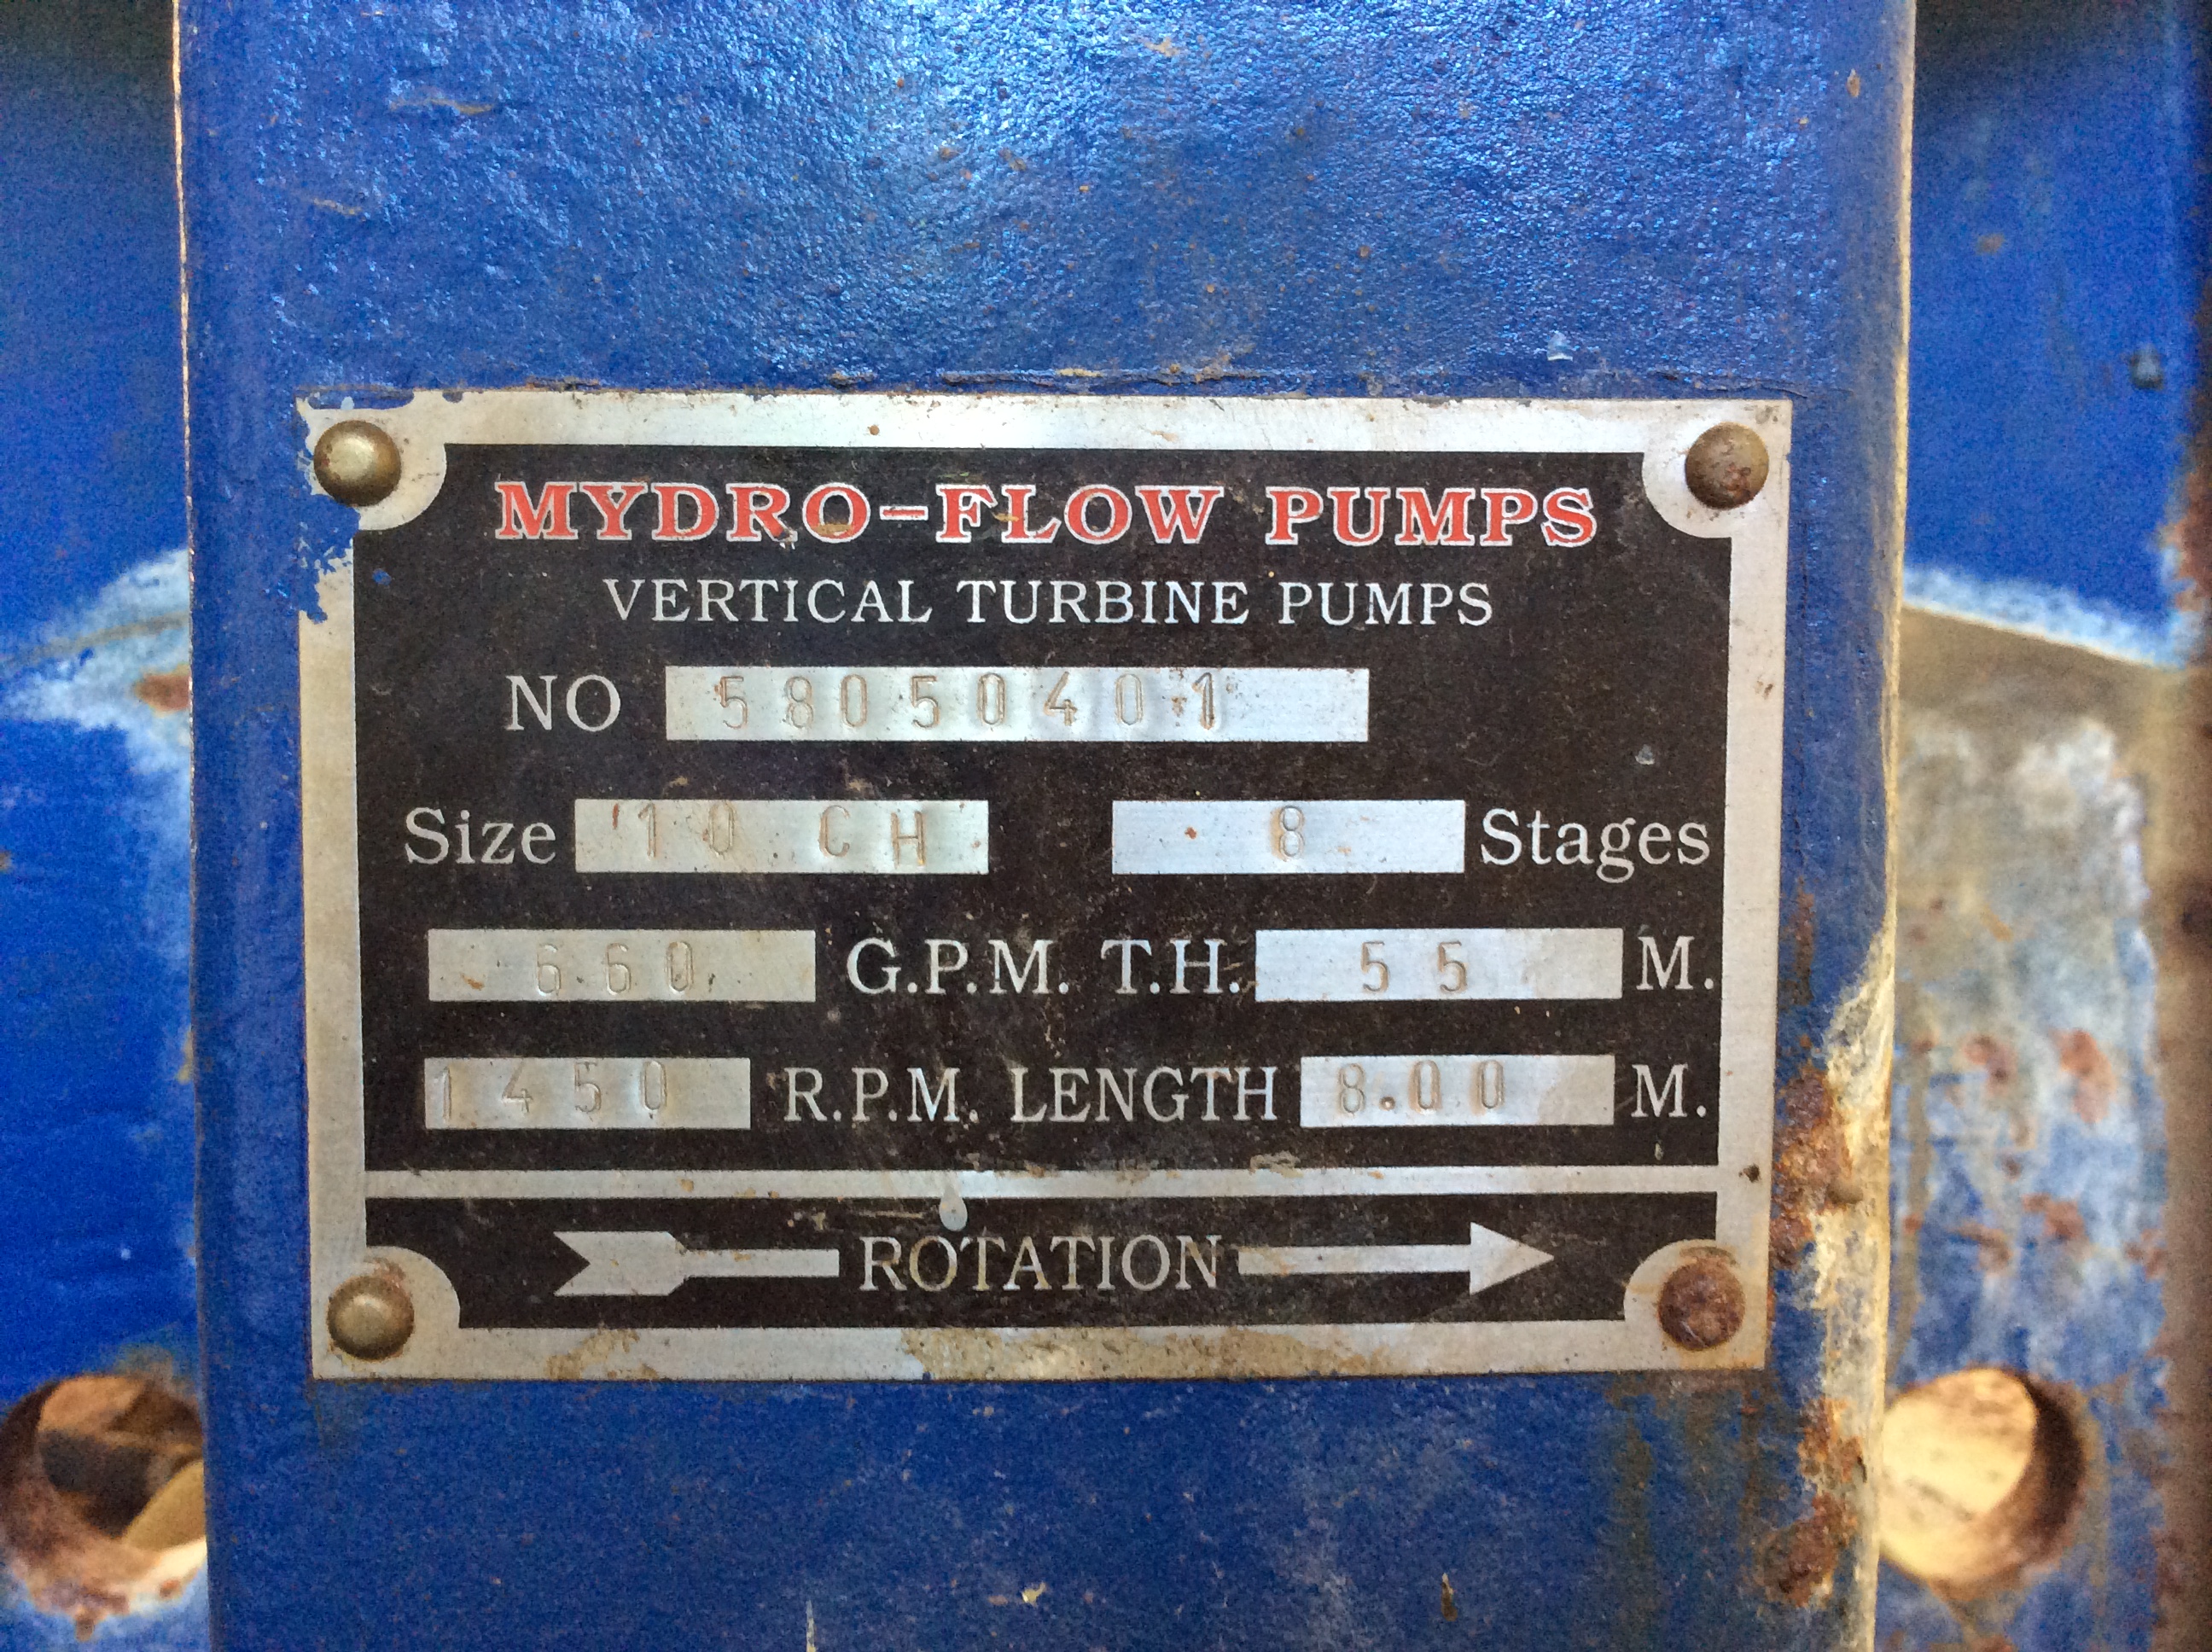 MYDRO-FLOW PUMPS
VERTICAL TURBINE PUMPS
NO 58050401
Size 10 CH 8 Stages
660 G.P.M. T.H. 55 M.
1450 R.P.M. LENGTH 8.00 M.
ROTATION